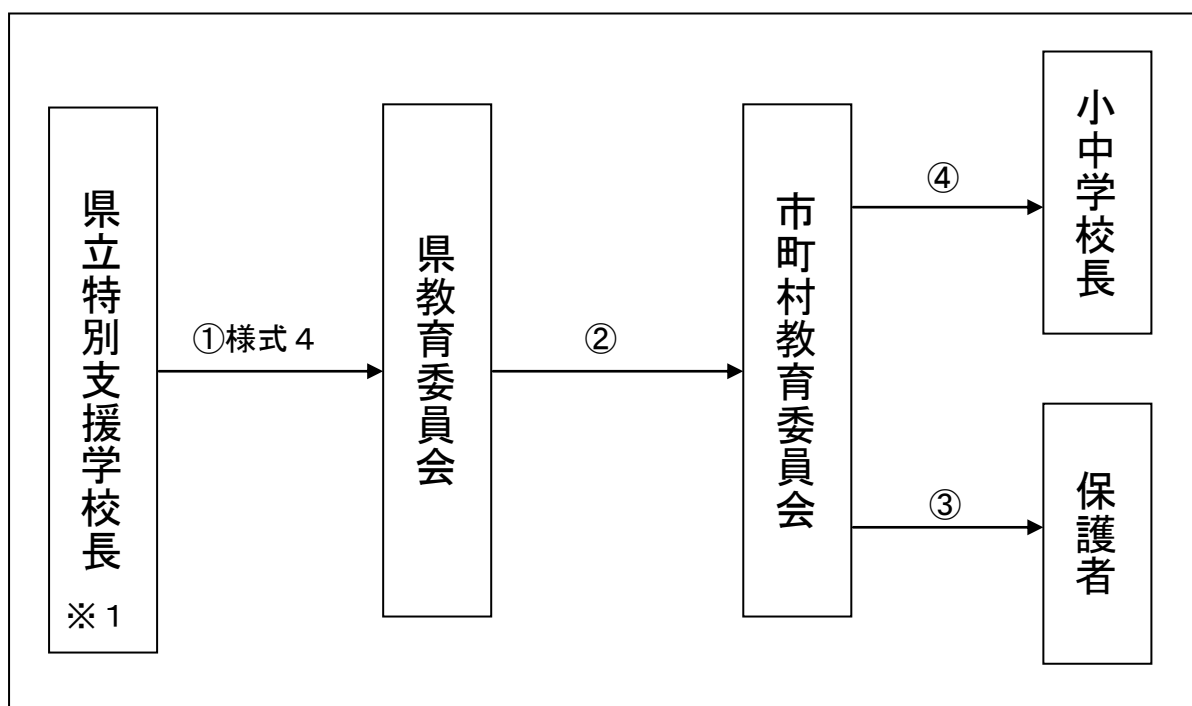 県立特別支援学校長
※１
①様式４
県教育委員会
②
市町村教育委員会
④
小中学校長
③
保護者